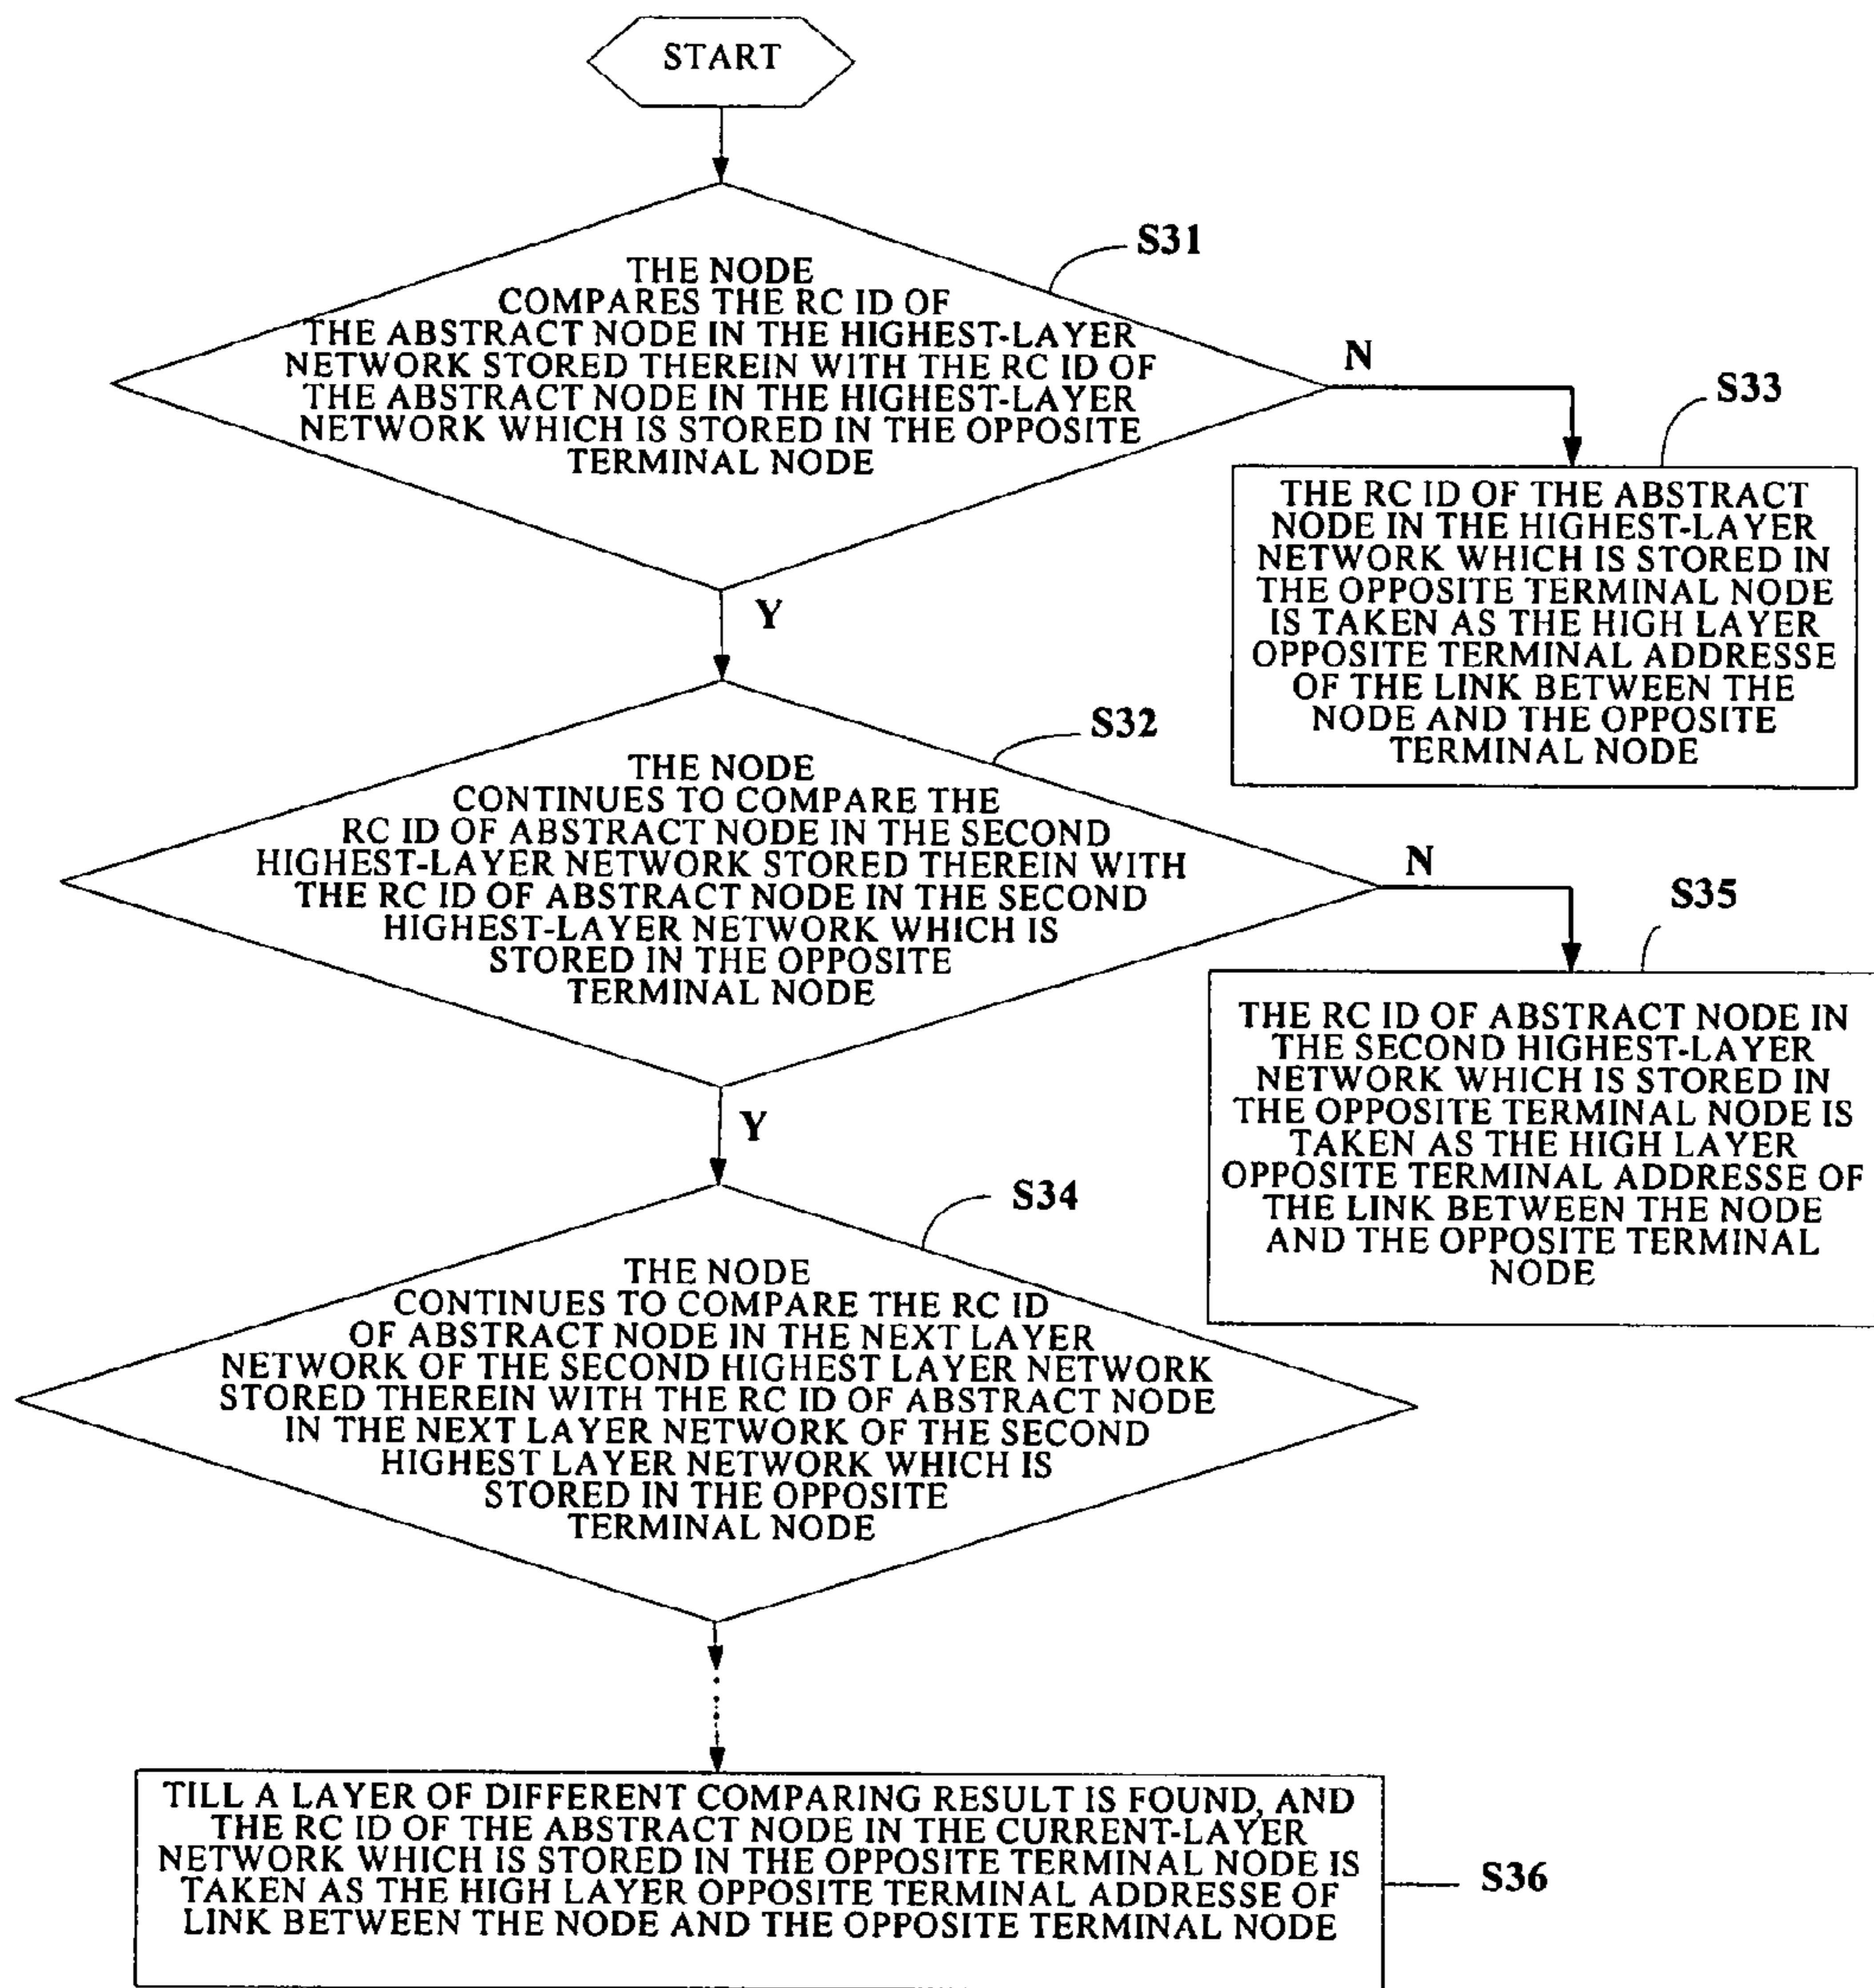 START
S31
THE NODE
COMPARES THE RC ID OF
THE ABSTRACT NODE IN THE HIGHEST-LAYER
NETWORK STORED THEREIN WITH THE RC ID OF
THE ABSTRACT NODE IN THE HIGHEST-LAYER
NETWORK WHICH IS STORED IN THE OPPOSITE
TERMINAL NODE
N
S33
THE RC ID OF THE ABSTRACT
NODE IN THE HIGHEST-LAYER
NETWORK WHICH IS STORED IN
THE OPPOSITE TERMINAL NODE
IS TAKEN AS THE HIGH LAYER
OPPOSITE TERMINAL ADDRESSE
OF THE LINK BETWEEN THE
NODE AND THE OPPOSITE
TERMINAL NODE
Y
S32
THE NODE
CONTINUES TO COMPARE THE
RC ID OF ABSTRACT NODE IN THE SECOND
HIGHEST-LAYER NETWORK STORED THEREIN WITH
THE RC ID OF ABSTRACT NODE IN THE SECOND
HIGHEST-LAYER NETWORK WHICH IS
STORED IN THE OPPOSITE
TERMINAL NODE
N
S35
THE RC ID OF ABSTRACT NODE IN
THE SECOND HIGHEST-LAYER
NETWORK WHICH IS STORED IN
THE OPPOSITE TERMINAL NODE IS
TAKEN AS THE HIGH LAYER
OPPOSITE TERMINAL ADDRESSE OF
THE LINK BETWEEN THE NODE
AND THE OPPOSITE TERMINAL
NODE
Y
S34
THE NODE
CONTINUES TO COMPARE THE RC ID
OF ABSTRACT NODE IN THE NEXT LAYER
NETWORK OF THE SECOND HIGHEST LAYER NETWORK
STORED THEREIN WITH THE RC ID OF ABSTRACT NODE
IN THE NEXT LAYER NETWORK OF THE SECOND
HIGHEST LAYER NETWORK WHICH IS
STORED IN THE OPPOSITE
TERMINAL NODE
TILL A LAYER OF DIFFERENT COMPARING RESULT IS FOUND, AND
THE RC ID OF THE ABSTRACT NODE IN THE CURRENT-LAYER
NETWORK WHICH IS STORED IN THE OPPOSITE TERMINAL NODE IS
TAKEN AS THE HIGH LAYER OPPOSITE TERMINAL ADDRESSE OF
LINK BETWEEN THE NODE AND THE OPPOSITE TERMINAL NODE
S36